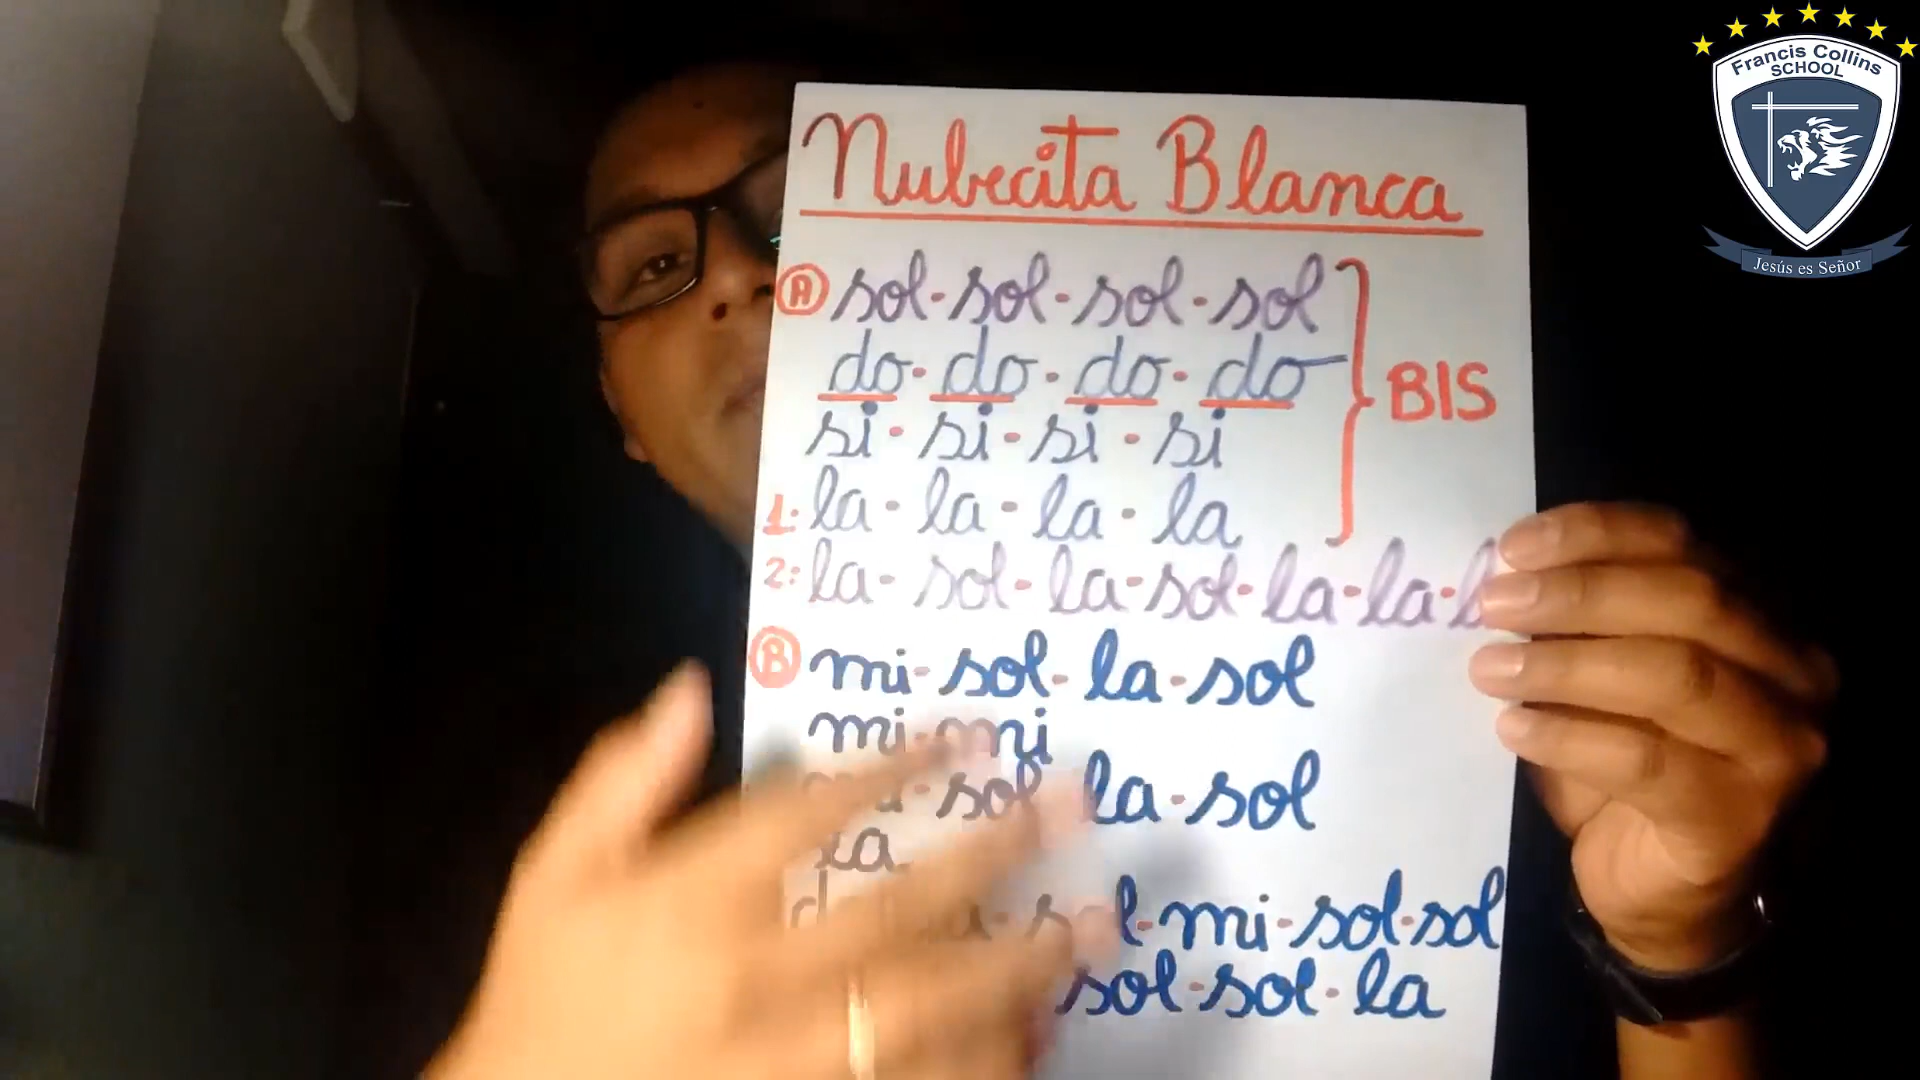 Nubecita Blanca
A sol - sol - sol - sol
do - do - do - do
si - si - si - si
BIS
1. la - la - la - la
2: la - sol - la - sol - la - la -
B mi - sol - la - sol
mi - mi
sol la - sol
sol - mi - sol - sol
sol - sol - la
Francis Collins
SCHOOL
Jesús es Señor